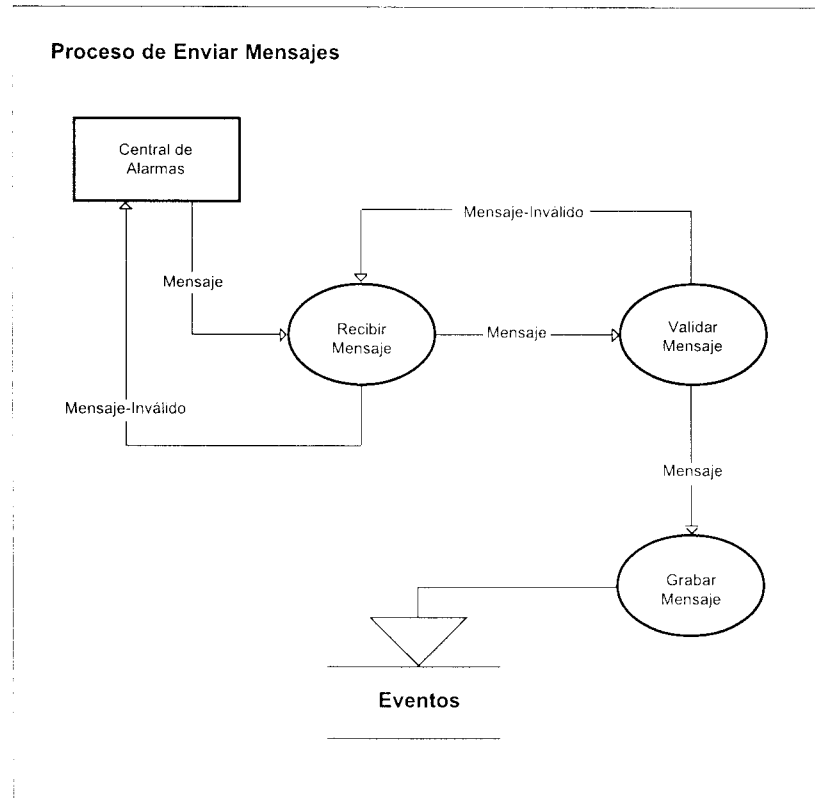 Proceso de Enviar Mensajes
Central de
Alarmas
Mensaje-Inválido
Mensaje
Recibir
Mensaje
Mensaje
Validar
Mensaje
Mensaje-Inválido
Mensaje
Grabar
Mensaje
Eventos